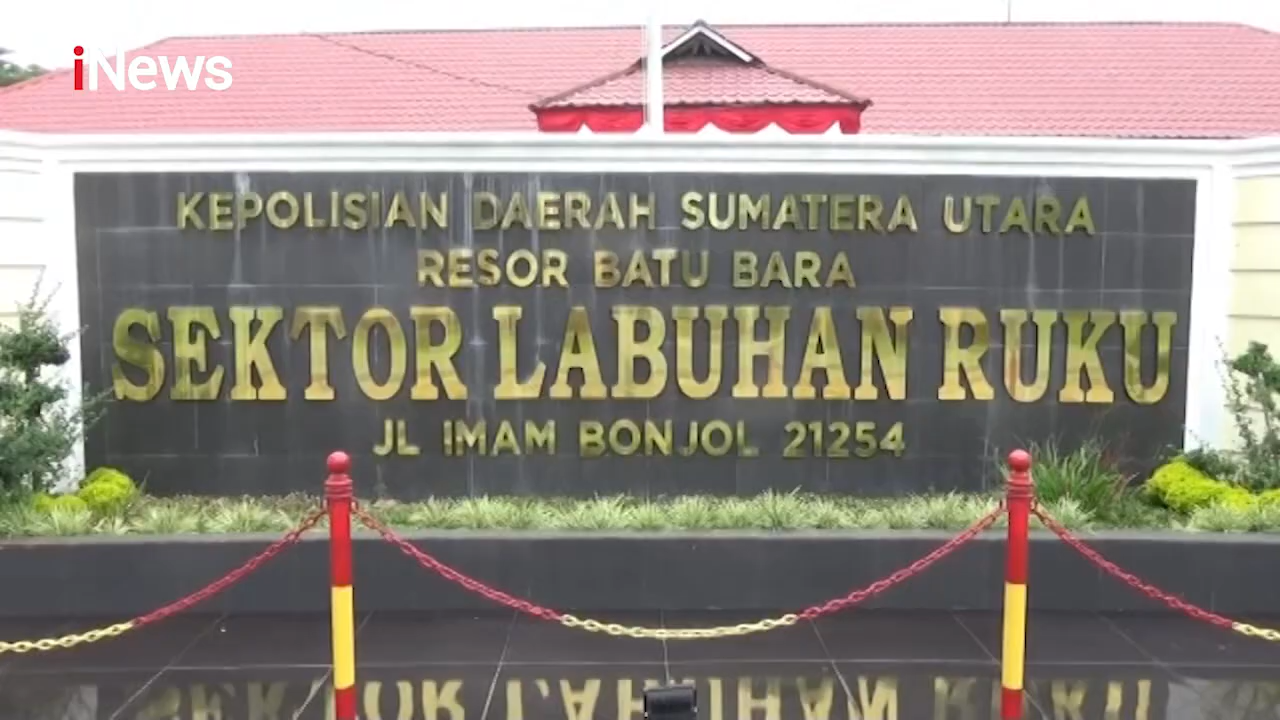 iNews
KEPOLISIAN DAERAH SUMATERA UTARA
RESOR BATU BARA
SEKTOR LABUHAN RUKU
JL IMAM BONJOL 21254